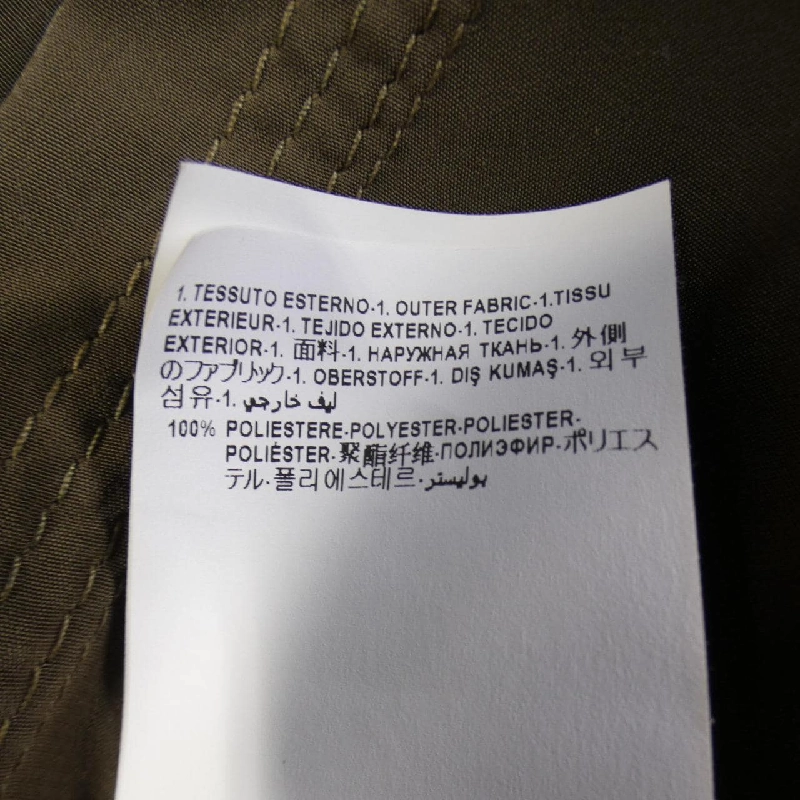 1. TESSUTO ESTERNO-1. OUTER FABRIC-1.TISSU
EXTERIEUR-1. TEJIDO EXTERNO-1. TECIDO
EXTERIOR-1. 面料-1. НАРУЖНАЯ ТКАНЬ-1. 外側
のファブリック-1. OBERSTOFF-1. DIŞ KUMAŞ-1. 외부
섬유-1. ليف خارجي
100% POLIESTERE-POLYESTER-POLIESTER-
POLIÉSTER-聚酯纤维-ПОЛИЭФИР-ポリエス
テル-폴리에스테르-بوليستر